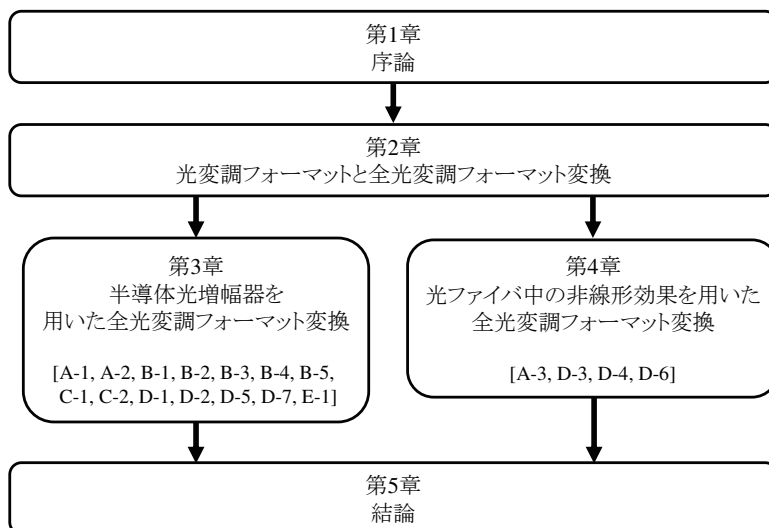 第1章
序論
第2章
光変調フォーマットと全光変調フォーマット変換
第3章
半導体光増幅器を
用いた全光変調フォーマット変換
[A-1, A-2, B-1, B-2, B-3, B-4, B-5,
C-1, C-2, D-1, D-2, D-5, D-7, E-1]
第4章
光ファイバ中の非線形効果を用いた
全光変調フォーマット変換
[A-3, D-3, D-4, D-6]
第5章
結論